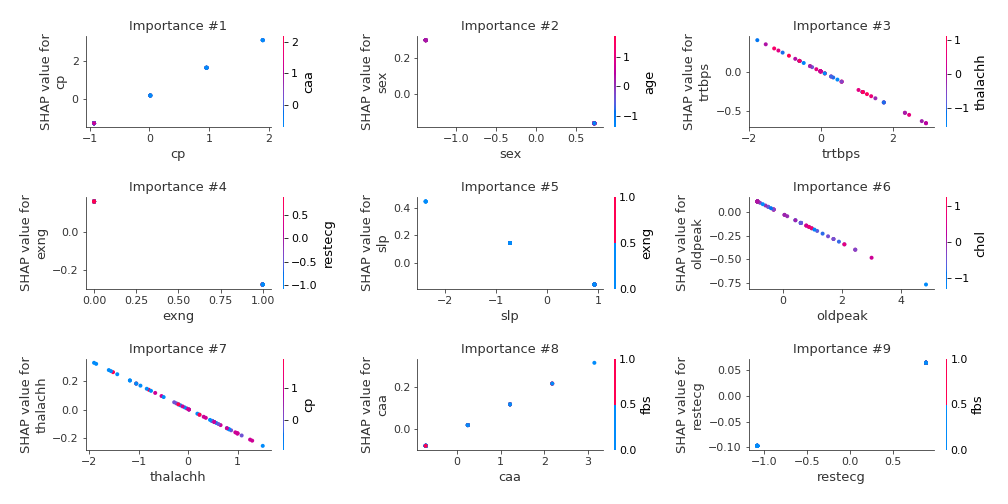 Importance #1
SHAP value for
cp
2
0
−1
0
1
2
cp
2
1
0
caa
Importance #2
SHAP value for
sex
0.2
0.0
−1.0
−0.5
0.0
0.5
sex
1
0
−1
age
Importance #3
SHAP value for
trtbps
0.0
−0.5
−2
0
2
trtbps
1
0
−1
thalachh
Importance #4
SHAP value for
exng
0.0
−0.2
0.00
0.25
0.50
0.75
1.00
exng
0.5
0.0
−0.5
−1.0
restecg
Importance #5
SHAP value for
slp
0.4
0.2
0.0
−2
−1
0
1
slp
1.0
0.5
0.0
exng
Importance #6
SHAP value for
oldpeak
0.00
−0.25
−0.50
−0.75
0
2
4
oldpeak
1
0
−1
chol
Importance #7
SHAP value for
thalachh
0.2
0.0
−0.2
−2
−1
0
1
thalachh
1
0
cp
Importance #8
SHAP value for
caa
0.2
0.0
0
1
2
3
caa
1.0
0.5
0.0
fbs
Importance #9
SHAP value for
restecg
0.05
0.00
−0.05
−0.10
−1.0
−0.5
0.0
0.5
restecg
1.0
0.5
0.0
fbs